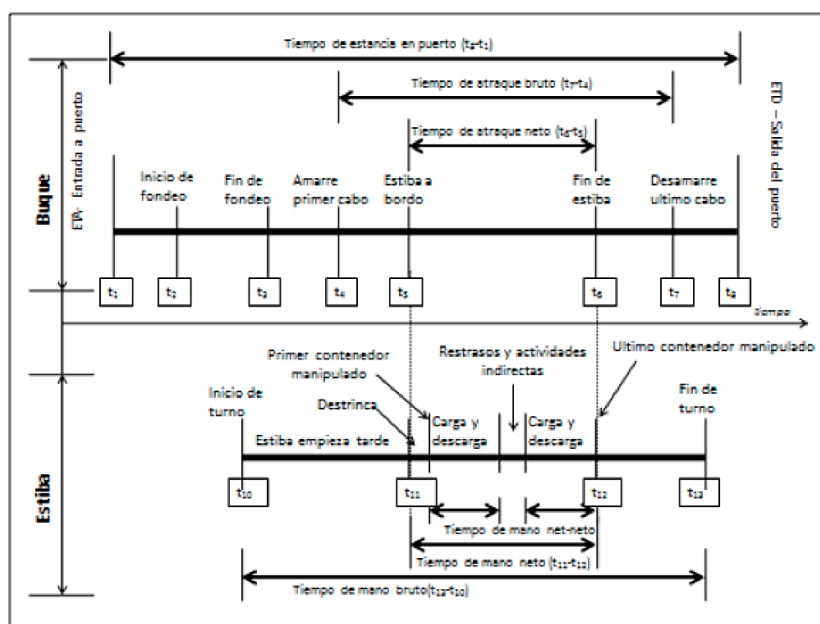 Tiempo de estancia en puerto (t₈-t₁)
Tiempo de atraque bruto (t₇-t₄)
Tiempo de atraque neto (t₆-t₅)
Buque
ETA- Entrada a puerto
ETD – Salida del puerto
Inicio de
fondeo
Fin de
fondeo
Amarre
primer cabo
Estiba a
bordo
Fin de
estiba
Desamarre
ultimo cabo
t₁
t₂
t₃
t₄
t₅
t₆
t₇
t₈
tiempo
Estiba
Inicio de
turno
Primer contenedor
manipulado
Destrinca
Restrasos y actividades
indirectas
Ultimo contenedor manipulado
Fin de
turno
Estiba empieza tarde
Carga y
descarga
Carga y
descarga
t₁₀
t₁₁
t₁₂
t₁₃
Tiempo de mano net-neto
Tiempo de mano neto (t₁₁-t₁₂)
Tiempo de mano bruto(t₁₃-t₁₀)